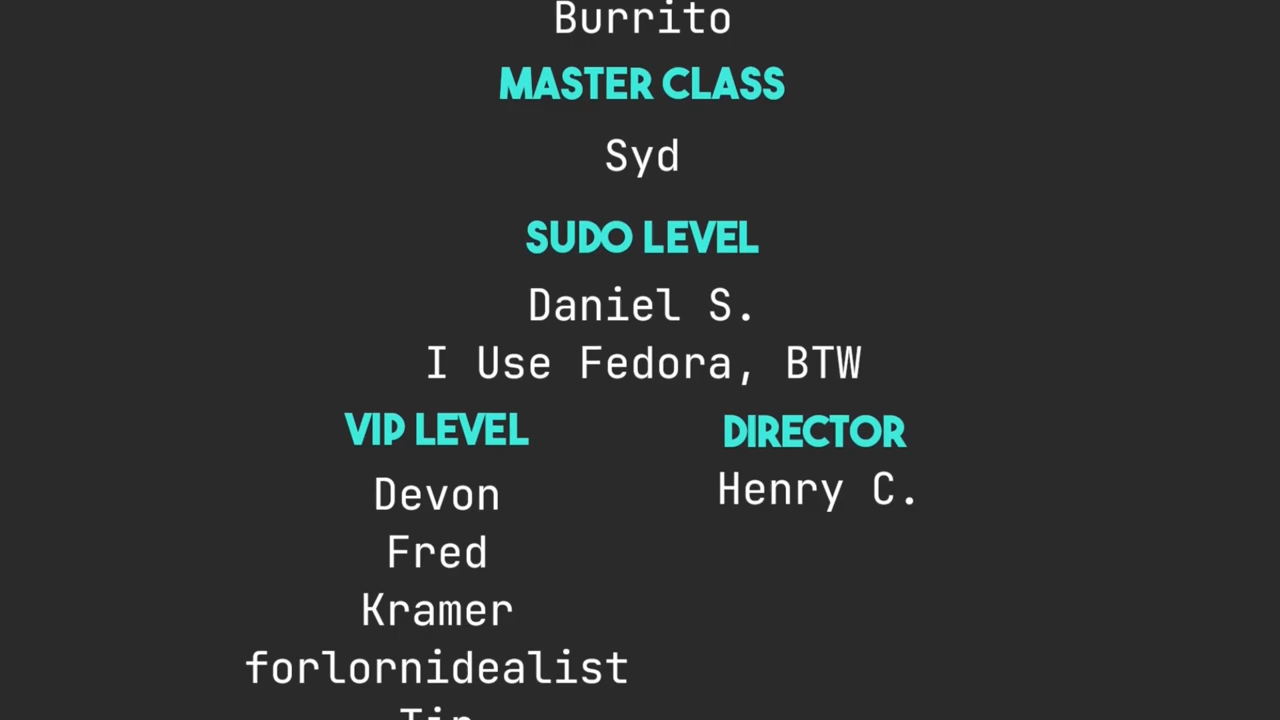 Burrito
MASTER CLASS
Syd
SUDO LEVEL
Daniel S.
I Use Fedora, BTW
VIP LEVEL
Devon
Fred
Kramer
forlornidealist
DIRECTOR
Henry C.